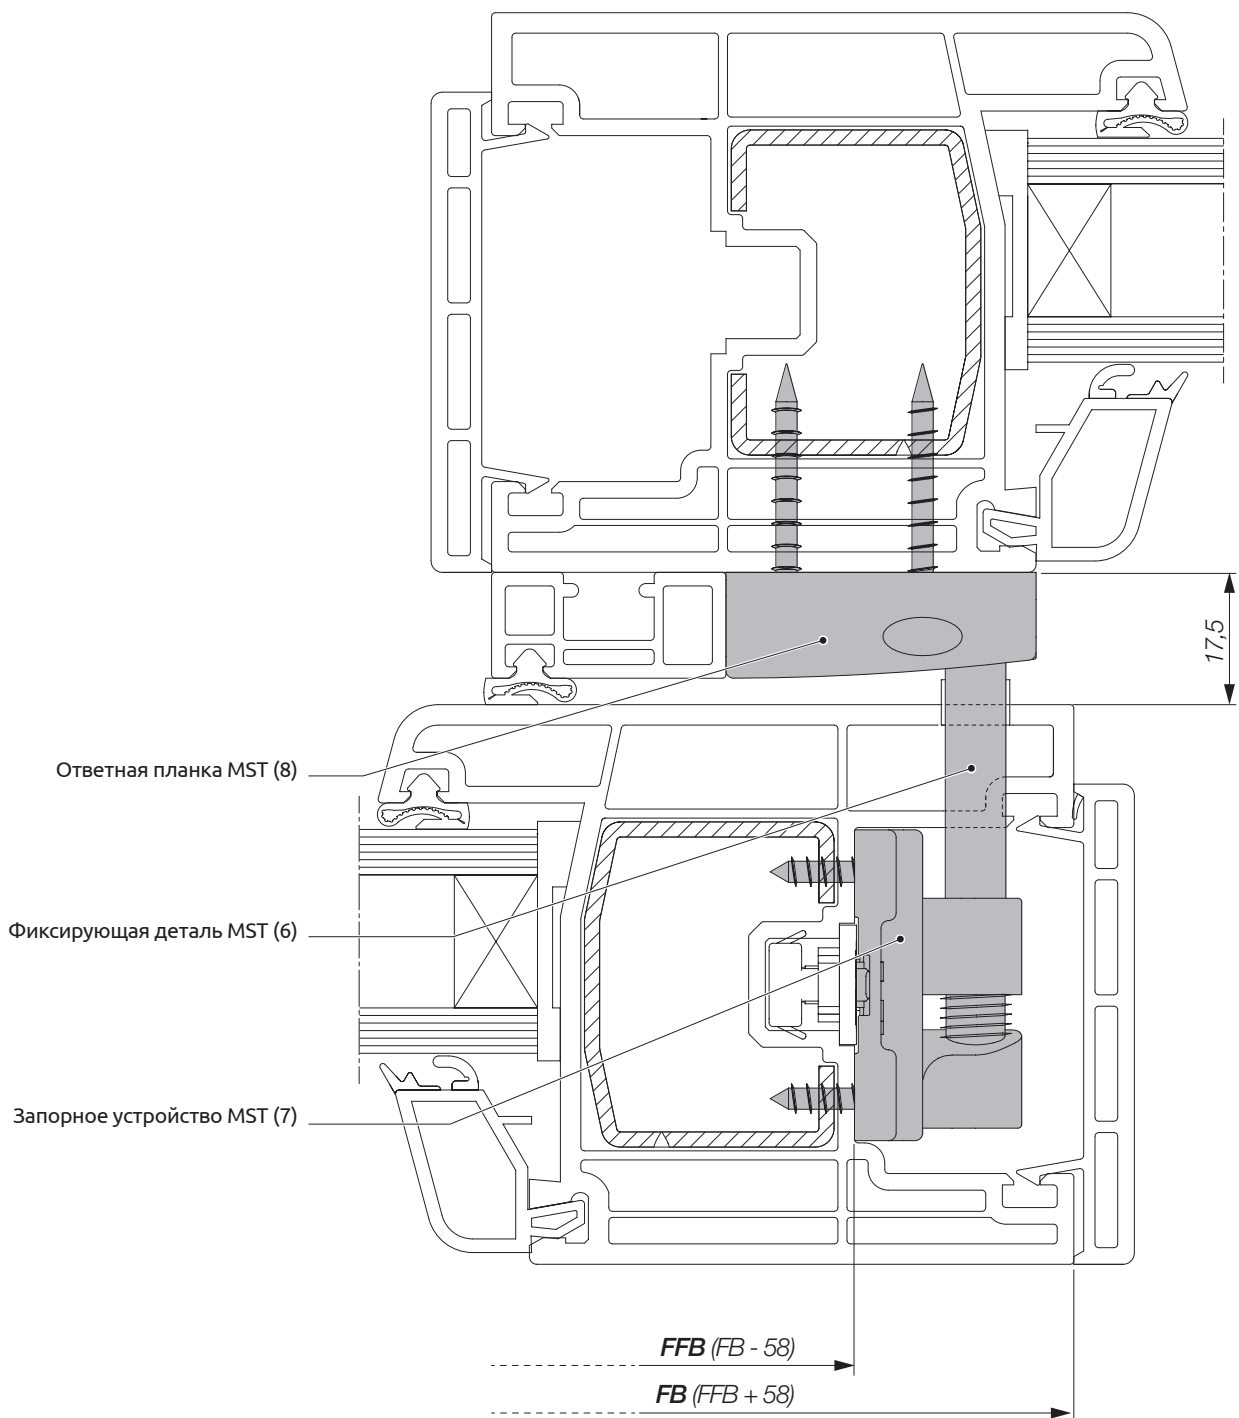 17,5
Ответная планка MST (8)
Фиксирующая деталь MST (6)
Запорное устройство MST (7)
FFB (FB - 58)
FB (FFB + 58)